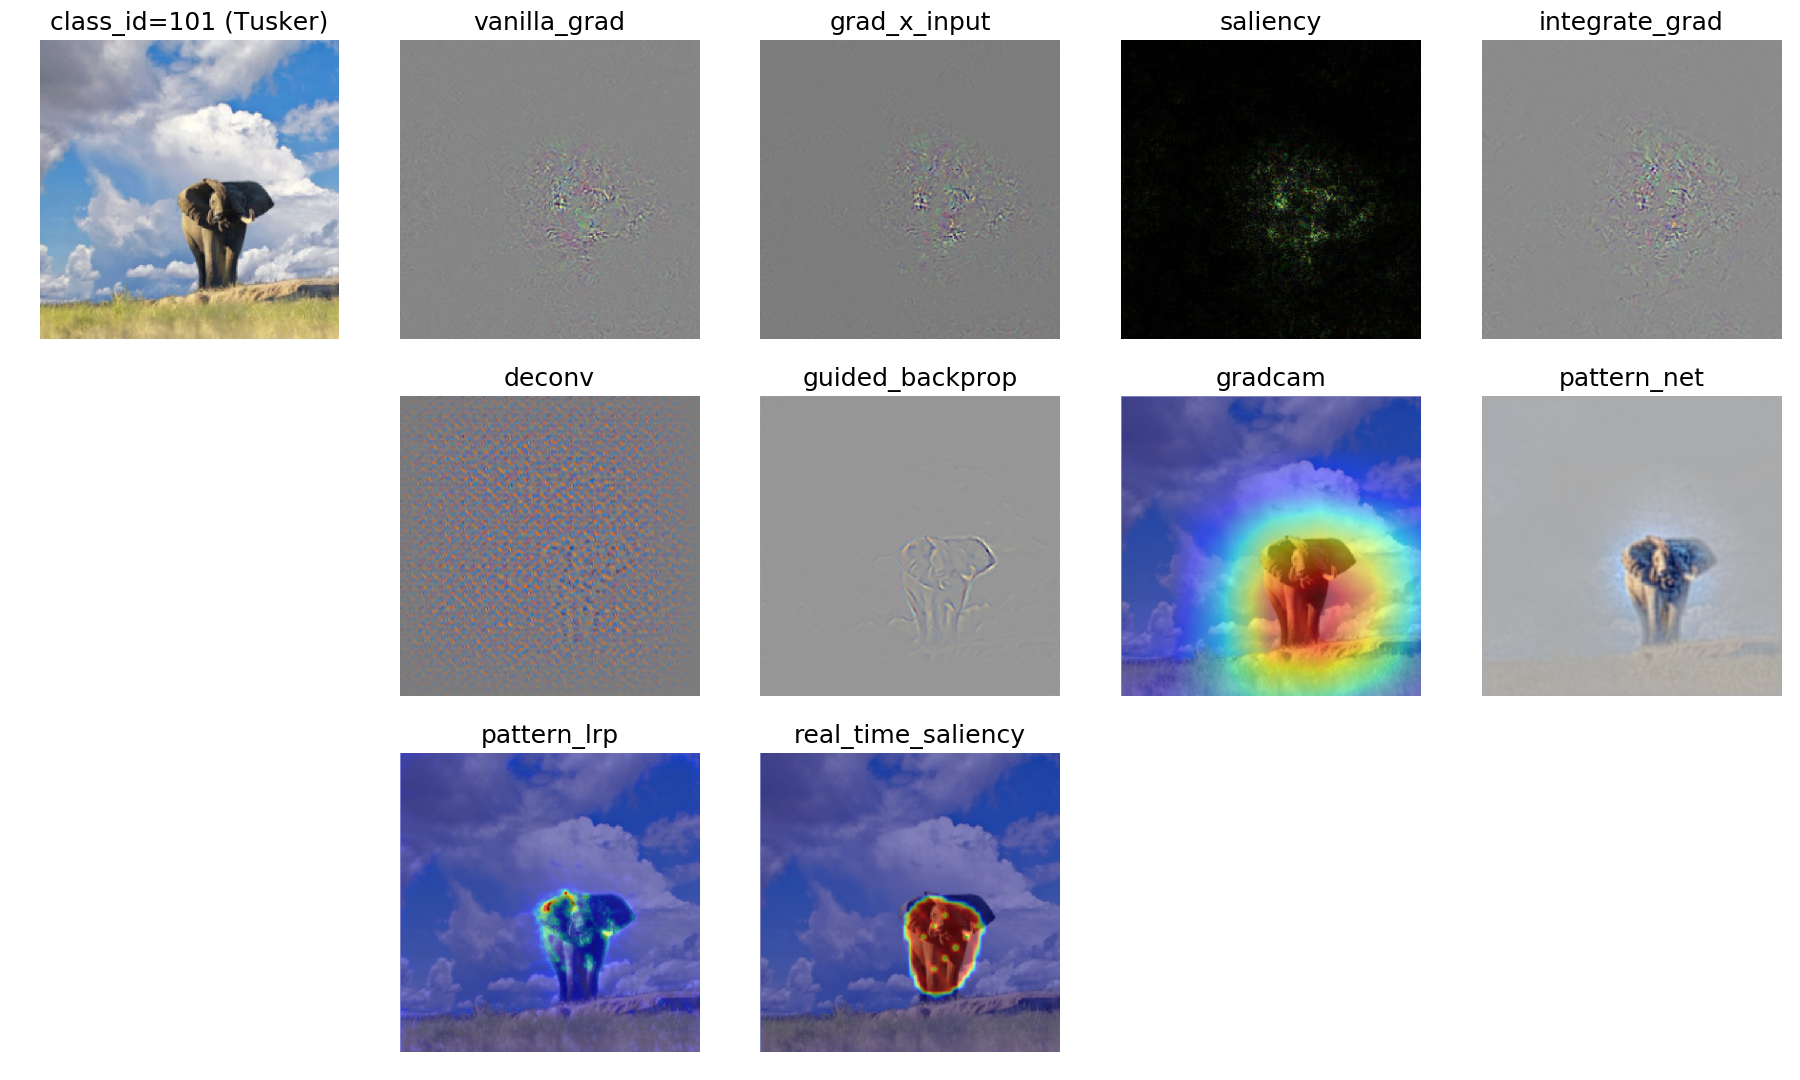 class_id=101 (Tusker)
vanilla_grad
grad_x_input
saliency
integrate_grad
deconv
guided_backprop
gradcam
pattern_net
pattern_lrp
real_time_saliency